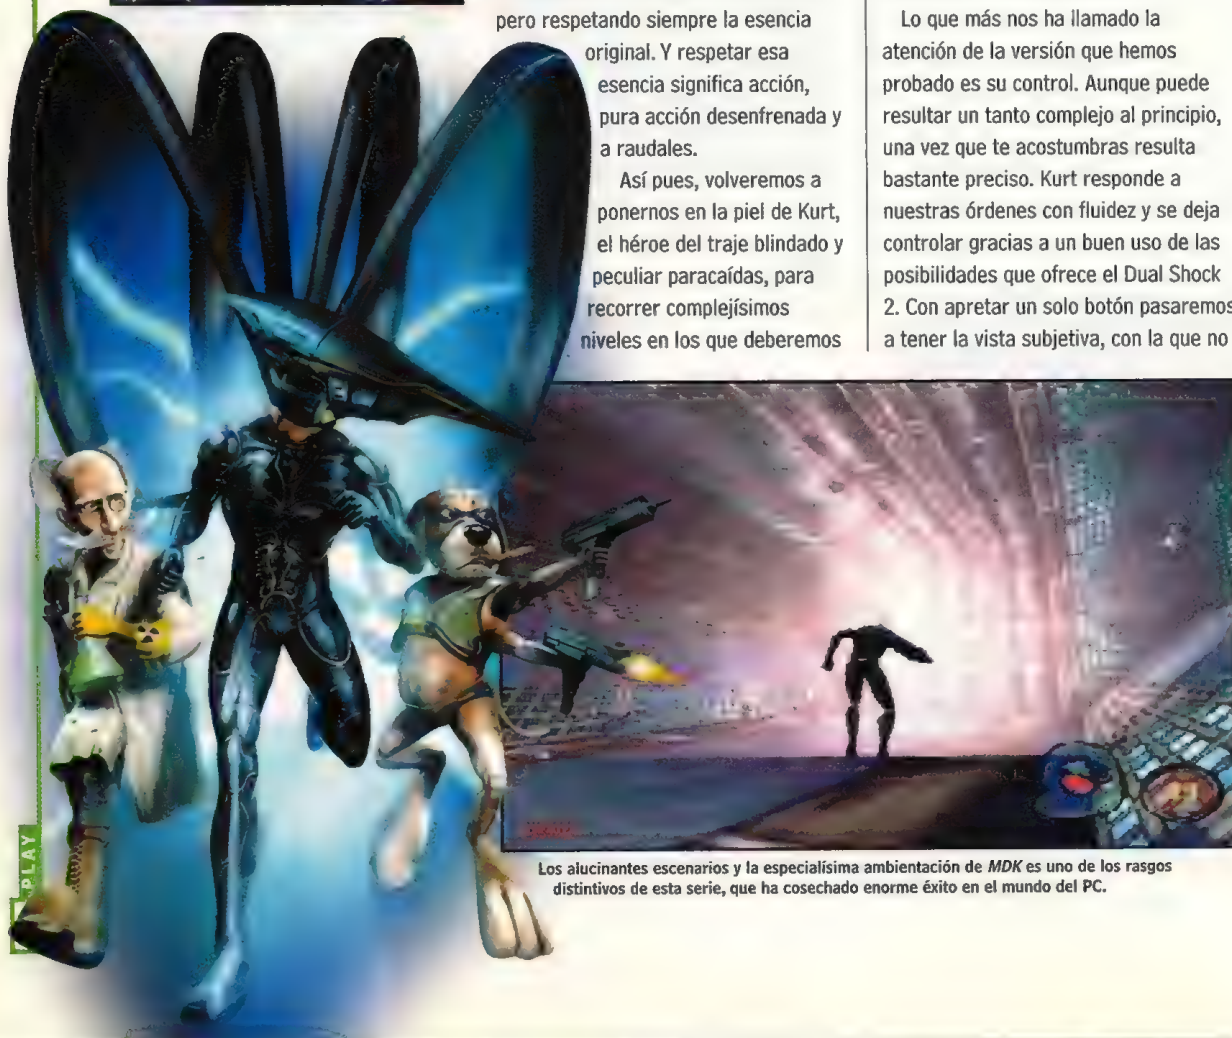 pero respetando siempre la esencia
original. Y respetar esa
esencia significa acción,
pura acción desenfrenada y
a raudales.
Así pues, volveremos a
ponernos en la piel de Kurt,
el héroe del traje blindado y
peculiar paracaídas, para
recorrer complejísimos
niveles en los que deberemos
Lo que más nos ha llamado la
atención de la versión que hemos
probado es su control. Aunque puede
resultar un tanto complejo al principio,
una vez que te acostumbras resulta
bastante preciso. Kurt responde a
nuestras órdenes con fluidez y se deja
controlar gracias a un buen uso de las
posibilidades que ofrece el Dual Shock
2. Con apretar un solo botón pasaremos
a tener la vista subjetiva, con la que no
Los alucinantes escenarios y la especialísima ambientación de MDK es uno de los rasgos
distintivos de esta serie, que ha cosechado enorme éxito en el mundo del PC.
PLAY